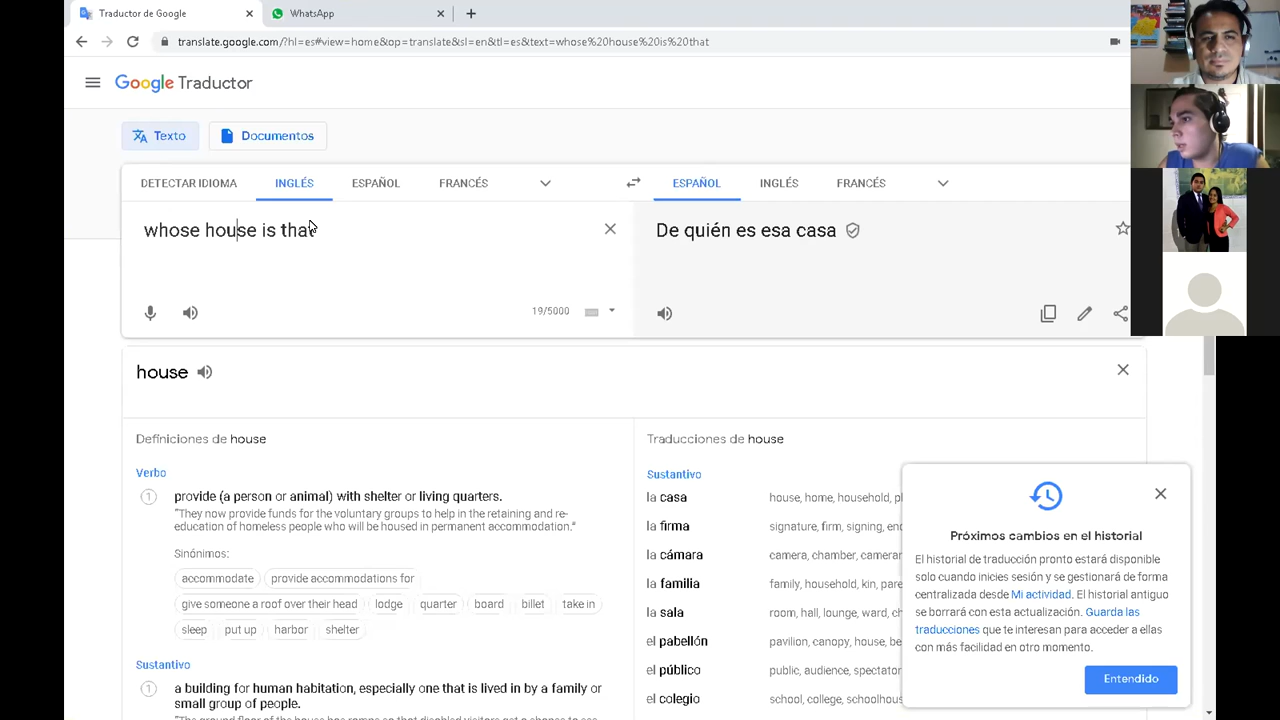 Traductor de Google
WhatsApp
translate.google.com/?hl=es#view=home&op=translate
en&tl=es&text=whose%20house%20is%20that
Google Traductor
Texto
Documentos
DETECTAR IDIOMA
INGLÉS
ESPAÑOL
FRANCÉS
ESPAÑOL
INGLÉS
FRANCÉS
whose house is that
De quién es esa casa
19/5000
house
Definiciones de house
Verbo
1
provide (a person or animal) with shelter or living quarters.
"They now provide funds for the voluntary groups to help in the retaining and re-
education of homeless people who will be housed in permanent accommodation."
Sinónimos:
accommodate
provide accommodations for
give someone a roof over their head
lodge
quarter
board
billet
take in
sleep
put up
harbor
shelter
Sustantivo
1
a building for human habitation, especially one that is lived in by a family or
small group of people.
Traducciones de house
Sustantivo
la casa
house, home, household,
la firma
signature, firm, signing,
la cámara
camera, chamber,
la familia
family, household, kin,
la sala
room, hall, lounge, ward,
el pabellón
pavilion, canopy, house,
el público
public, audience,
el colegio
school, college,
Próximos cambios en el historial
El historial de traducción pronto estará disponible
solo cuando inicies sesión y se gestionará de forma
centralizada desde Mi actividad. El historial antiguo
se borrará con esta actualización. Guarda las
traducciones que te interesan para acceder a ellas
con más facilidad en otro momento.
Entendido